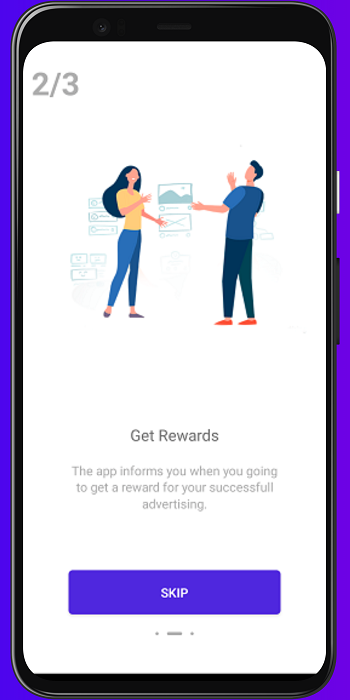 2/3
Get Rewards
The app informs you when you going
to get a reward for your successfull
advertising.
SKIP